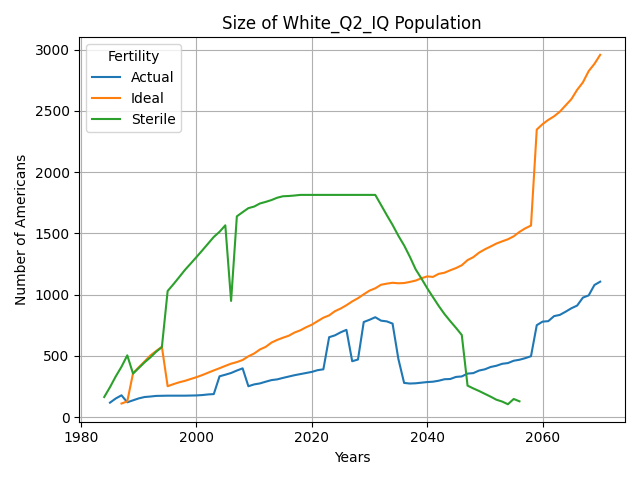 Size of White_Q2_IQ Population
Number of Americans
3000
2500
2000
1500
1000
500
0
Fertility
Actual
Ideal
Sterile
1980
2000
2020
2040
2060
Years